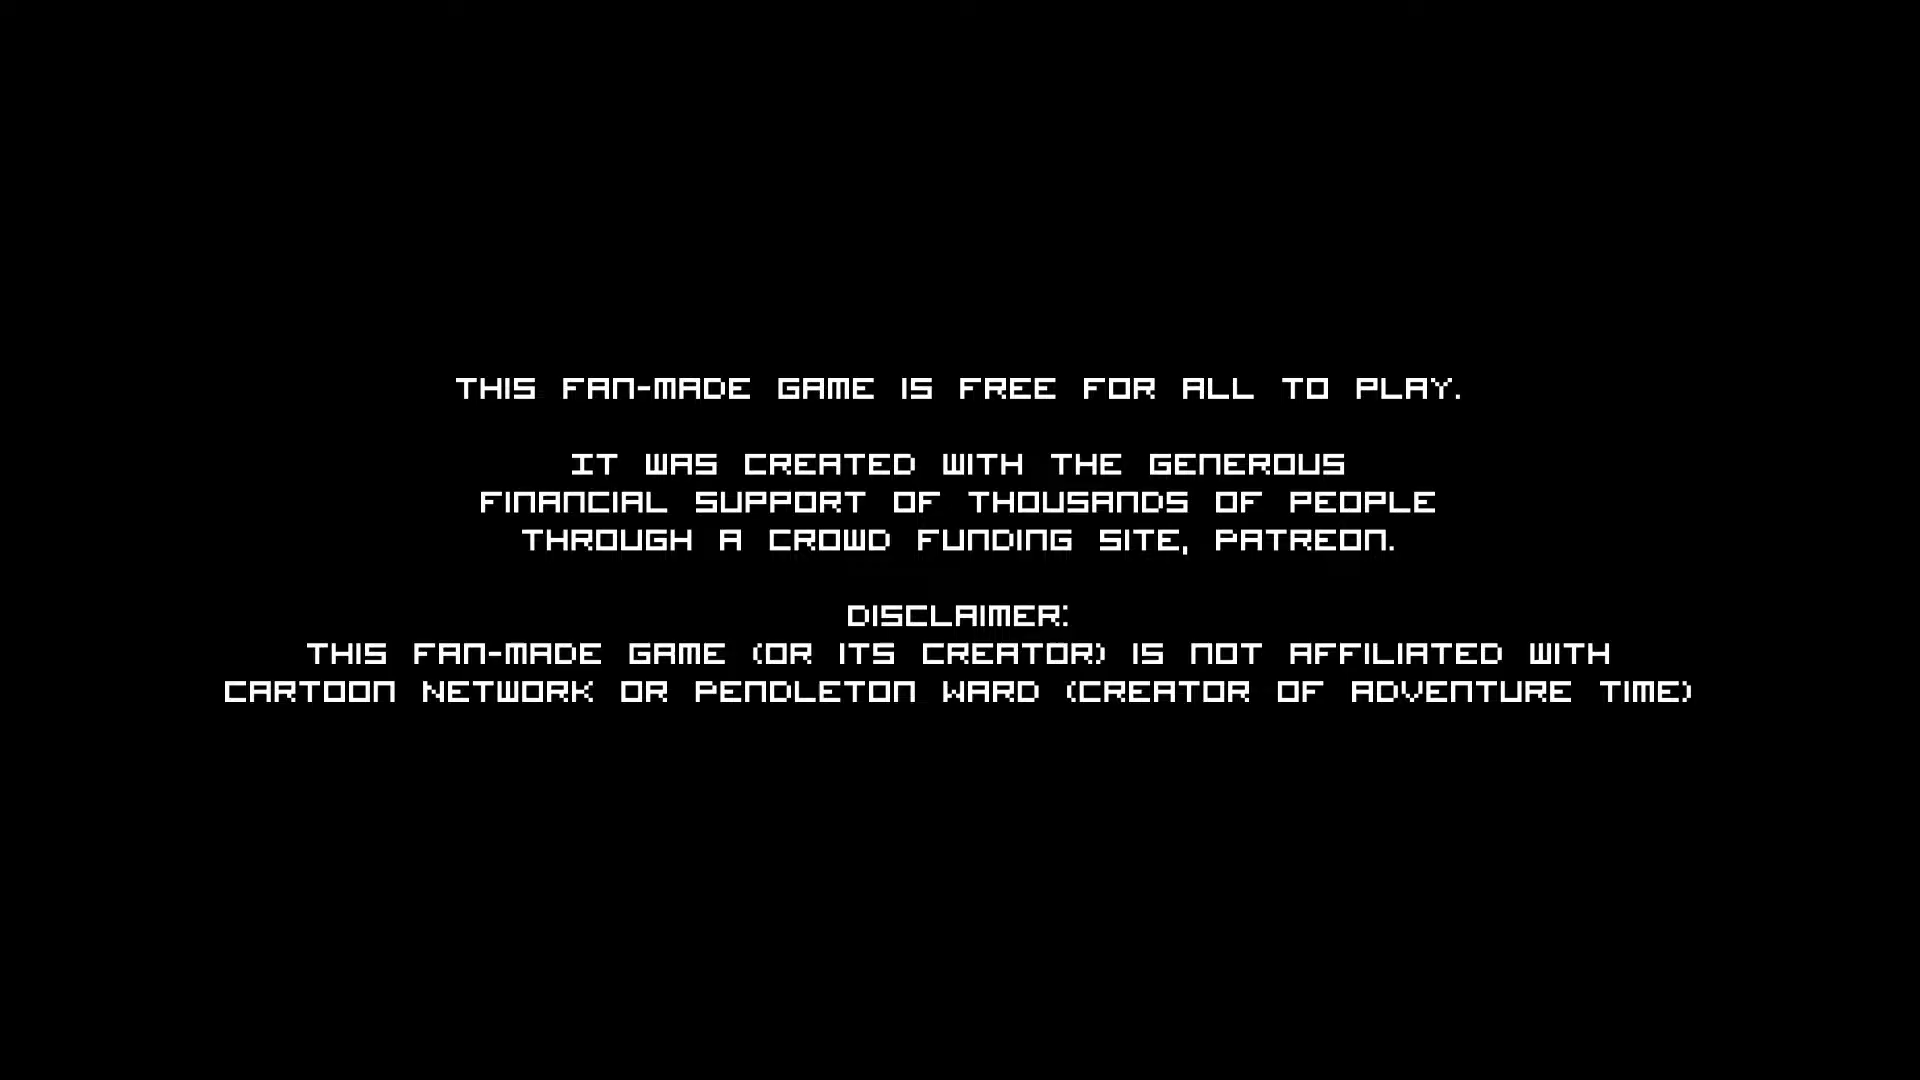 THIS FAN-MADE GAME IS FREE FOR ALL TO PLAY.
IT WAS CREATED WITH THE GENEROUS
FINANCIAL SUPPORT OF THOUSANDS OF PEOPLE
THROUGH A CROWD FUNDING SITE, PATREON.
DISCLAIMER:
THIS FAN-MADE GAME (OR ITS CREATOR) IS NOT AFFILIATED WITH
CARTOON NETWORK OR PENDLETON WARD (CREATOR OF ADVENTURE TIME)